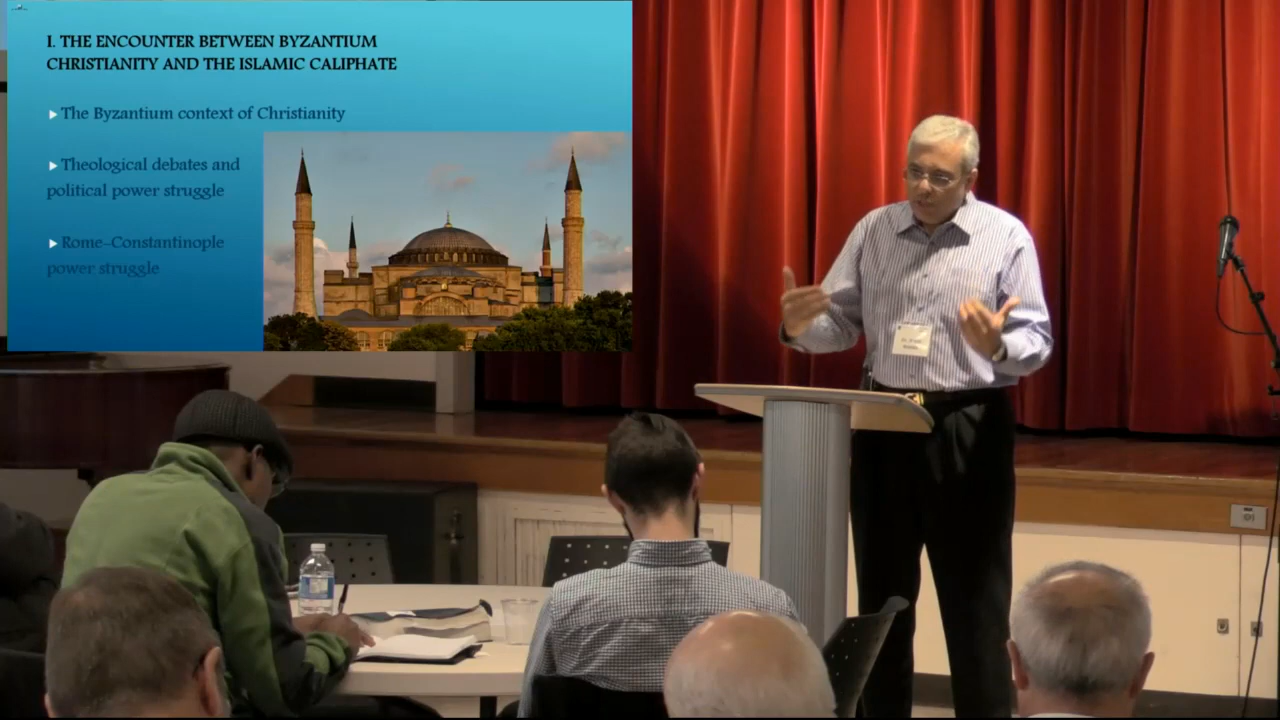 I. THE ENCOUNTER BETWEEN BYZANTIUM
CHRISTIANITY AND THE ISLAMIC CALIPHATE
The Byzantium context of Christianity
Theological debates and
political power struggle
Rome-Constantinople
power struggle